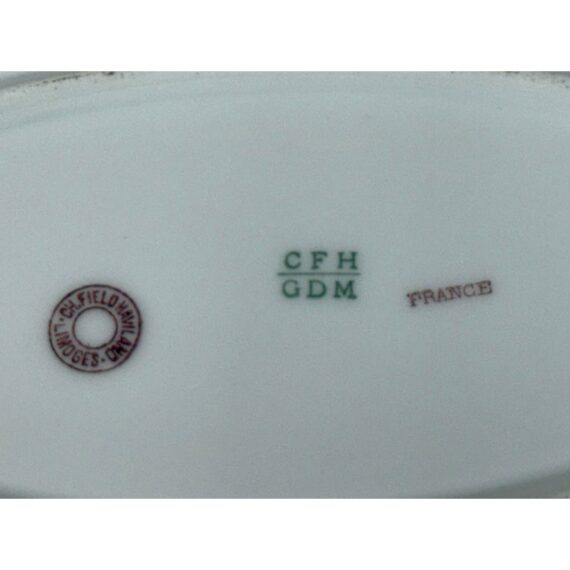 CH. FIELD HAVILAND
· LIMOGES ·
CFH
GDM
FRANCE